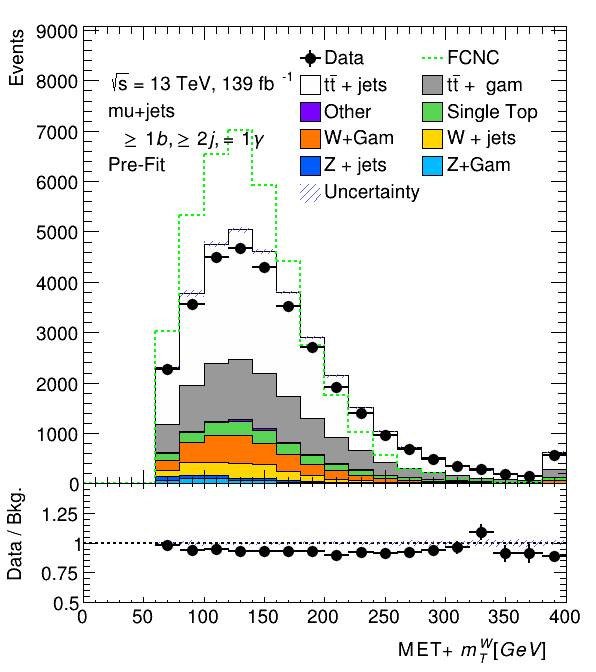 Events
9000
8000
7000
6000
5000
4000
3000
2000
1000
0
√s = 13 TeV, 139 fb⁻¹
mu+jets
≥ 1b, ≥ 2j, = 1γ
Pre-Fit
Data
FCNC
tt̄ + jets
tt̄ + gam
Other
Single Top
W+Gam
W + jets
Z + jets
Z+Gam
Uncertainty
Data / Bkg.
1.25
1
0.75
0.5
0 50 100 150 200 250 300 350 400
MET+ m_T^W[GeV]